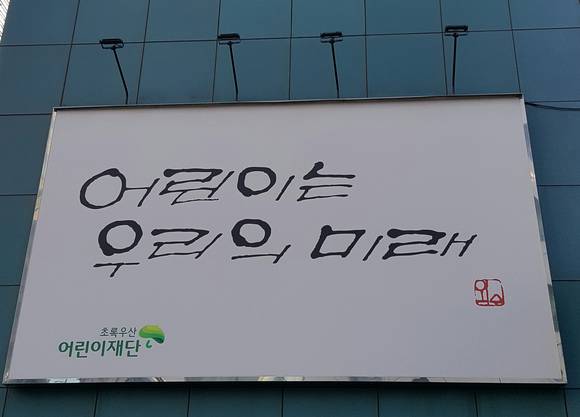 어린이는
우리의 미래
초록우산
어린이재단